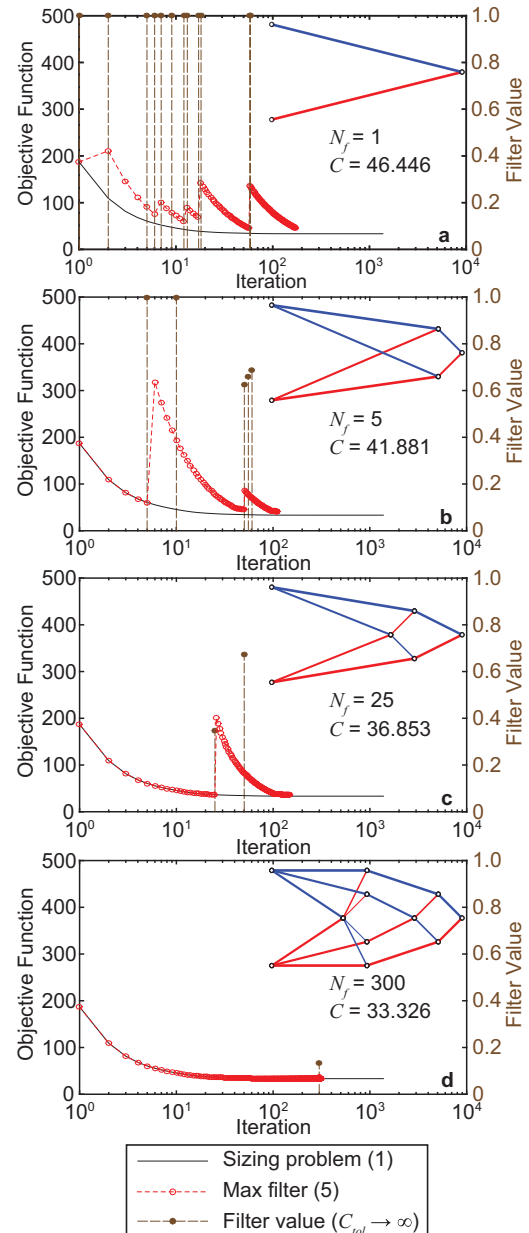 500
400
300
200
100
0
Objective Function
1.0
0.8
0.6
0.4
0.2
0
Filter Value
N_f = 1
C = 46.446
a
10^0
10^1
10^2
10^3
10^4
Iteration
500
400
300
200
100
0
Objective Function
1.0
0.8
0.6
0.4
0.2
0
Filter Value
N_f = 5
C = 41.881
b
10^0
10^1
10^2
10^3
10^4
Iteration
500
400
300
200
100
0
Objective Function
1.0
0.8
0.6
0.4
0.2
0
Filter Value
N_f = 25
C = 36.853
c
10^0
10^1
10^2
10^3
10^4
Iteration
500
400
300
200
100
0
Objective Function
1.0
0.8
0.6
0.4
0.2
0
Filter Value
N_f = 300
C = 33.326
d
10^0
10^1
10^2
10^3
10^4
Iteration
Sizing problem (1)
Max filter (5)
Filter value (C_tol → ∞)